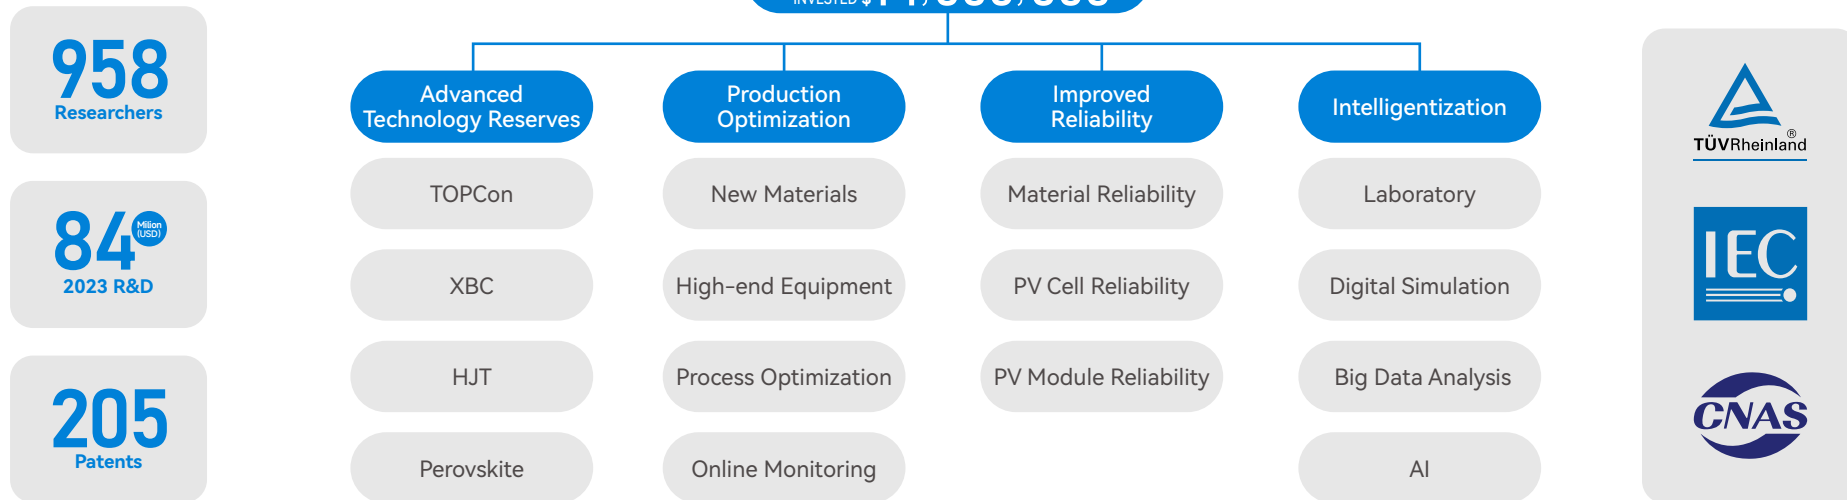 INVESTED $
958
Researchers
84 Milion
(USD)
2023 R&D
205
Patents
Advanced
Technology Reserves
TOPCon
XBC
HJT
Perovskite
Production
Optimization
New Materials
High-end Equipment
Process Optimization
Online Monitoring
Improved
Reliability
Material Reliability
PV Cell Reliability
PV Module Reliability
Intelligentization
Laboratory
Digital Simulation
Big Data Analysis
AI
TÜVRheinland®
IEC
CNAS